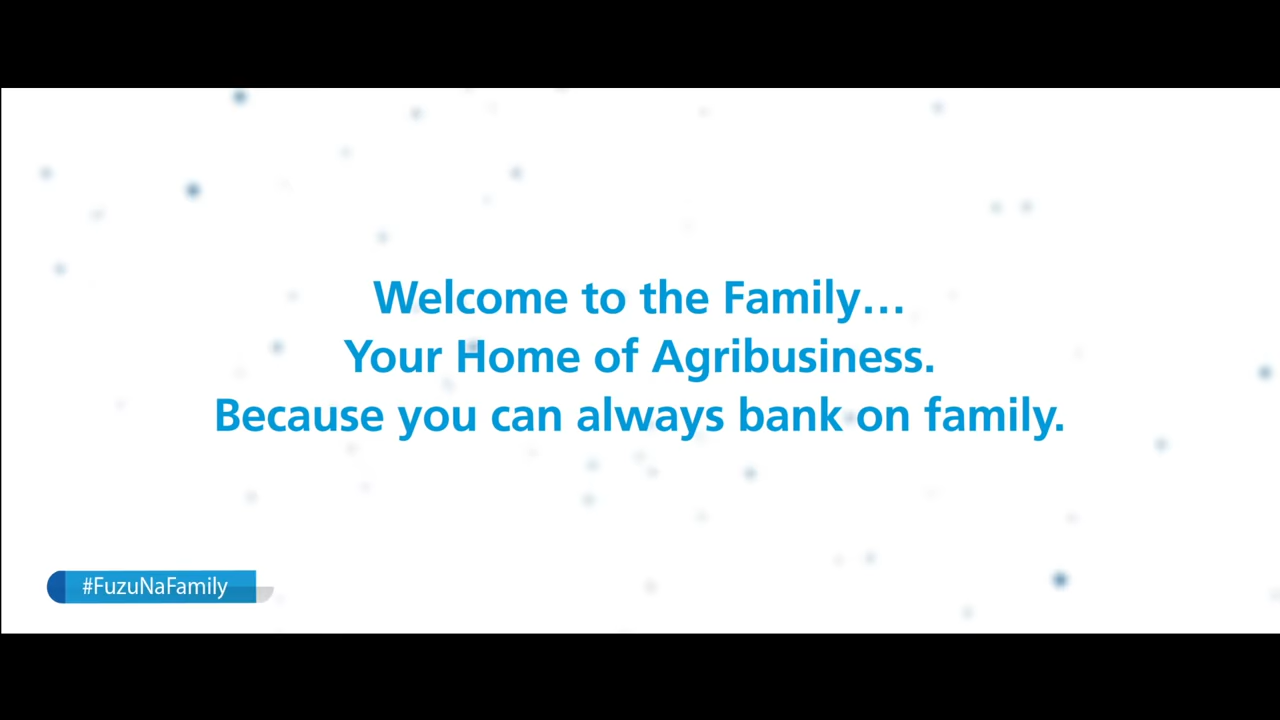 Welcome to the Family...
Your Home of Agribusiness.
Because you can always bank on family.
#FuzuNaFamily